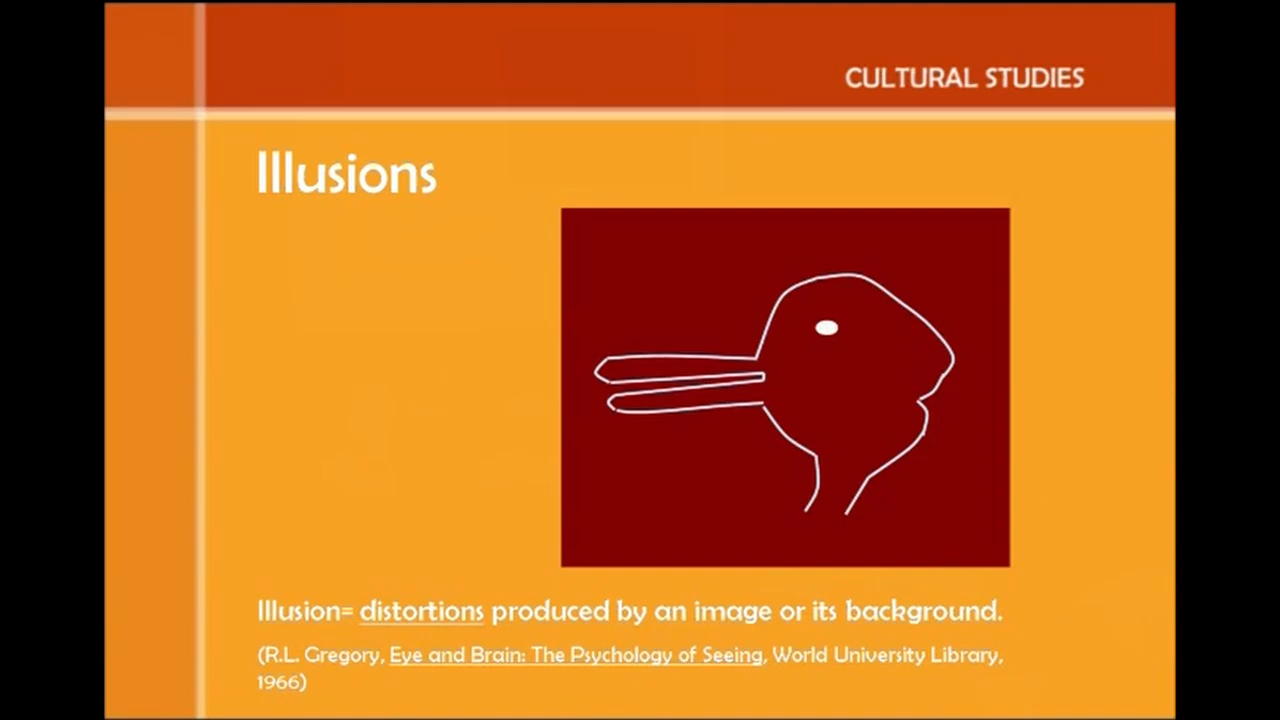 CULTURAL STUDIES
Illusions
Illusion= distortions produced by an image or its background.
(R.L. Gregory, Eye and Brain: The Psychology of Seeing, World University Library,
1966)